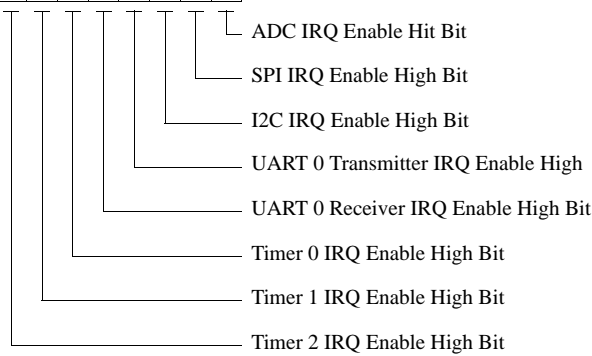 ADC IRQ Enable Hit Bit
SPI IRQ Enable High Bit
I2C IRQ Enable High Bit
UART 0 Transmitter IRQ Enable High
UART 0 Receiver IRQ Enable High Bit
Timer 0 IRQ Enable High Bit
Timer 1 IRQ Enable High Bit
Timer 2 IRQ Enable High Bit